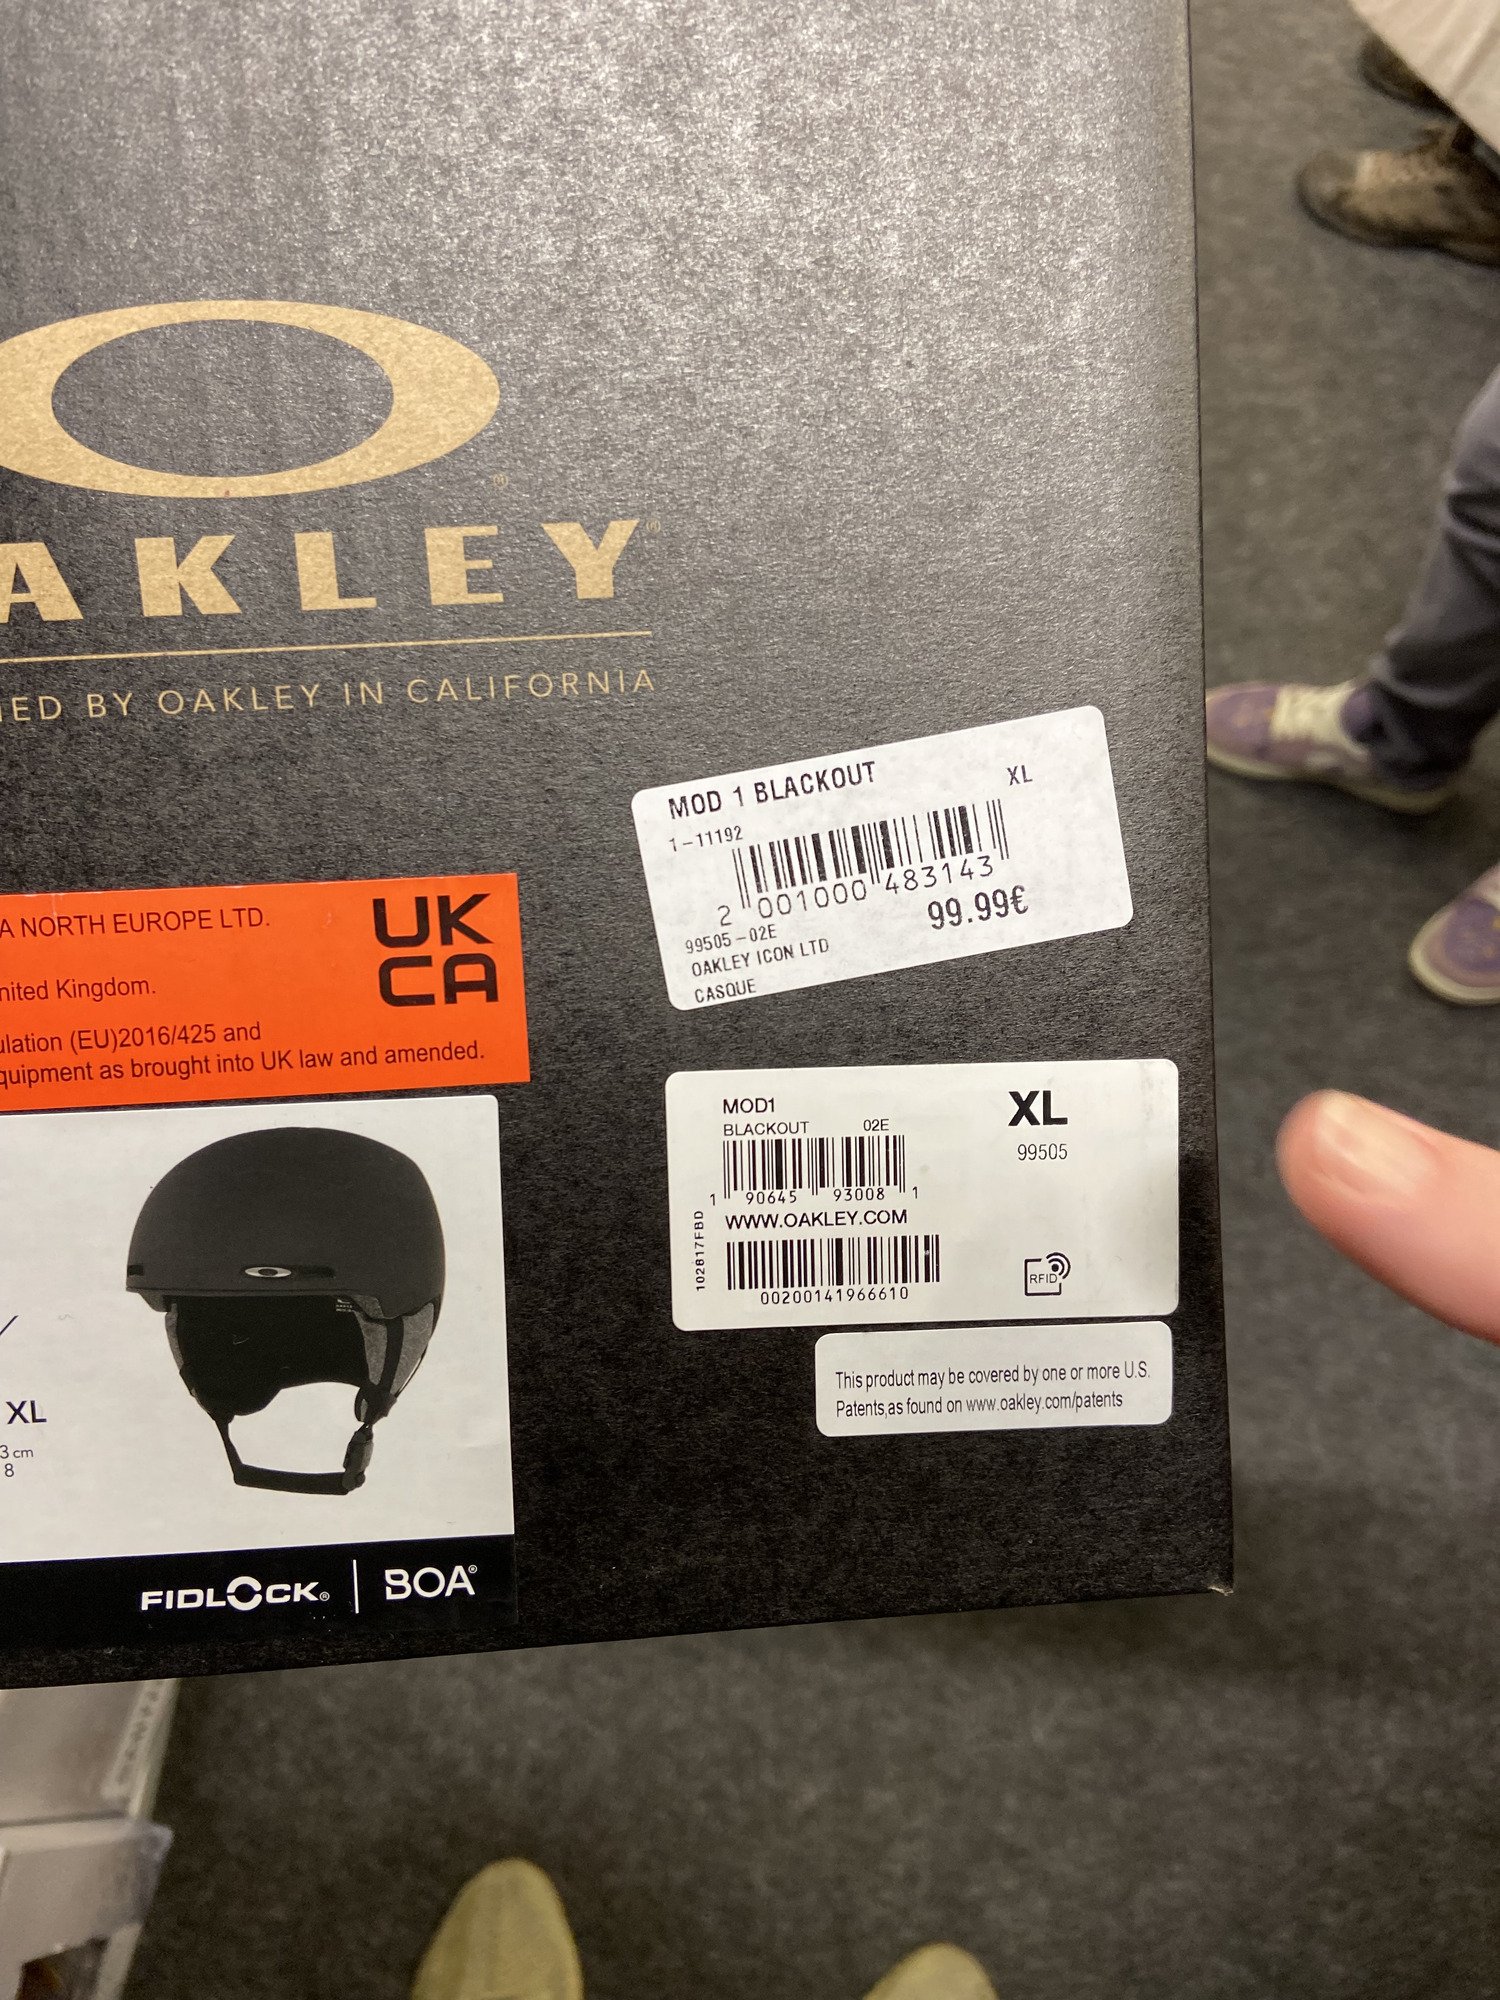 AKLEY®
NED BY OAKLEY IN CALIFORNIA
MOD 1 BLACKOUT XL
1-11192
2 001000 483143
99.99€
99505-02E
OAKLEY ICON LTD
CASQUE
A NORTH EUROPE LTD.
UK
CA
nited Kingdom.
ulation (EU)2016/425 and
quipment as brought into UK law and amended.
MOD1
BLACKOUT 02E
XL
99505
1 90645 93008 1
WWW.OAKLEY.COM
102817FBD
00200141966610
RFID
This product may be covered by one or more U.S.
Patents,as found on www.oakley.com/patents
XL
3 cm
8
FIDLOCK® BOA®